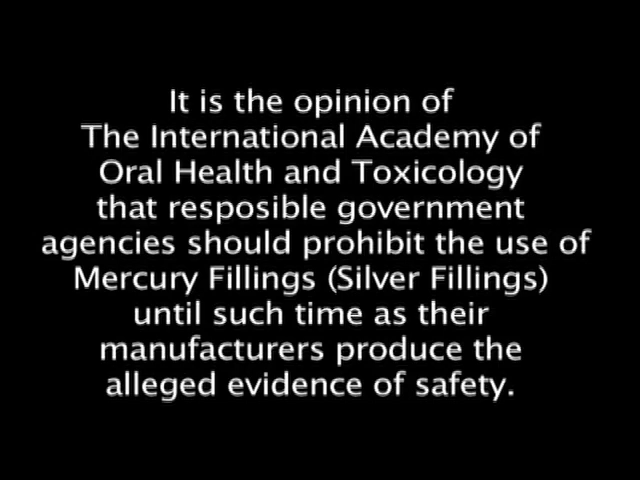 It is the opinion of
The International Academy of
Oral Health and Toxicology
that resposible government
agencies should prohibit the use of
Mercury Fillings (Silver Fillings)
until such time as their
manufacturers produce the
alleged evidence of safety.